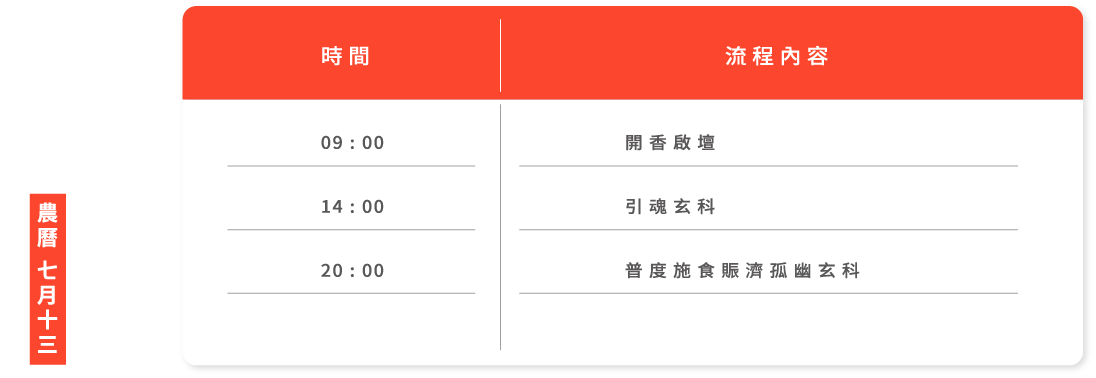 時間
流程內容
09：00
開香啟壇
14：00
引魂玄科
20：00
普度施食賑濟孤幽玄科
農曆 七月十三